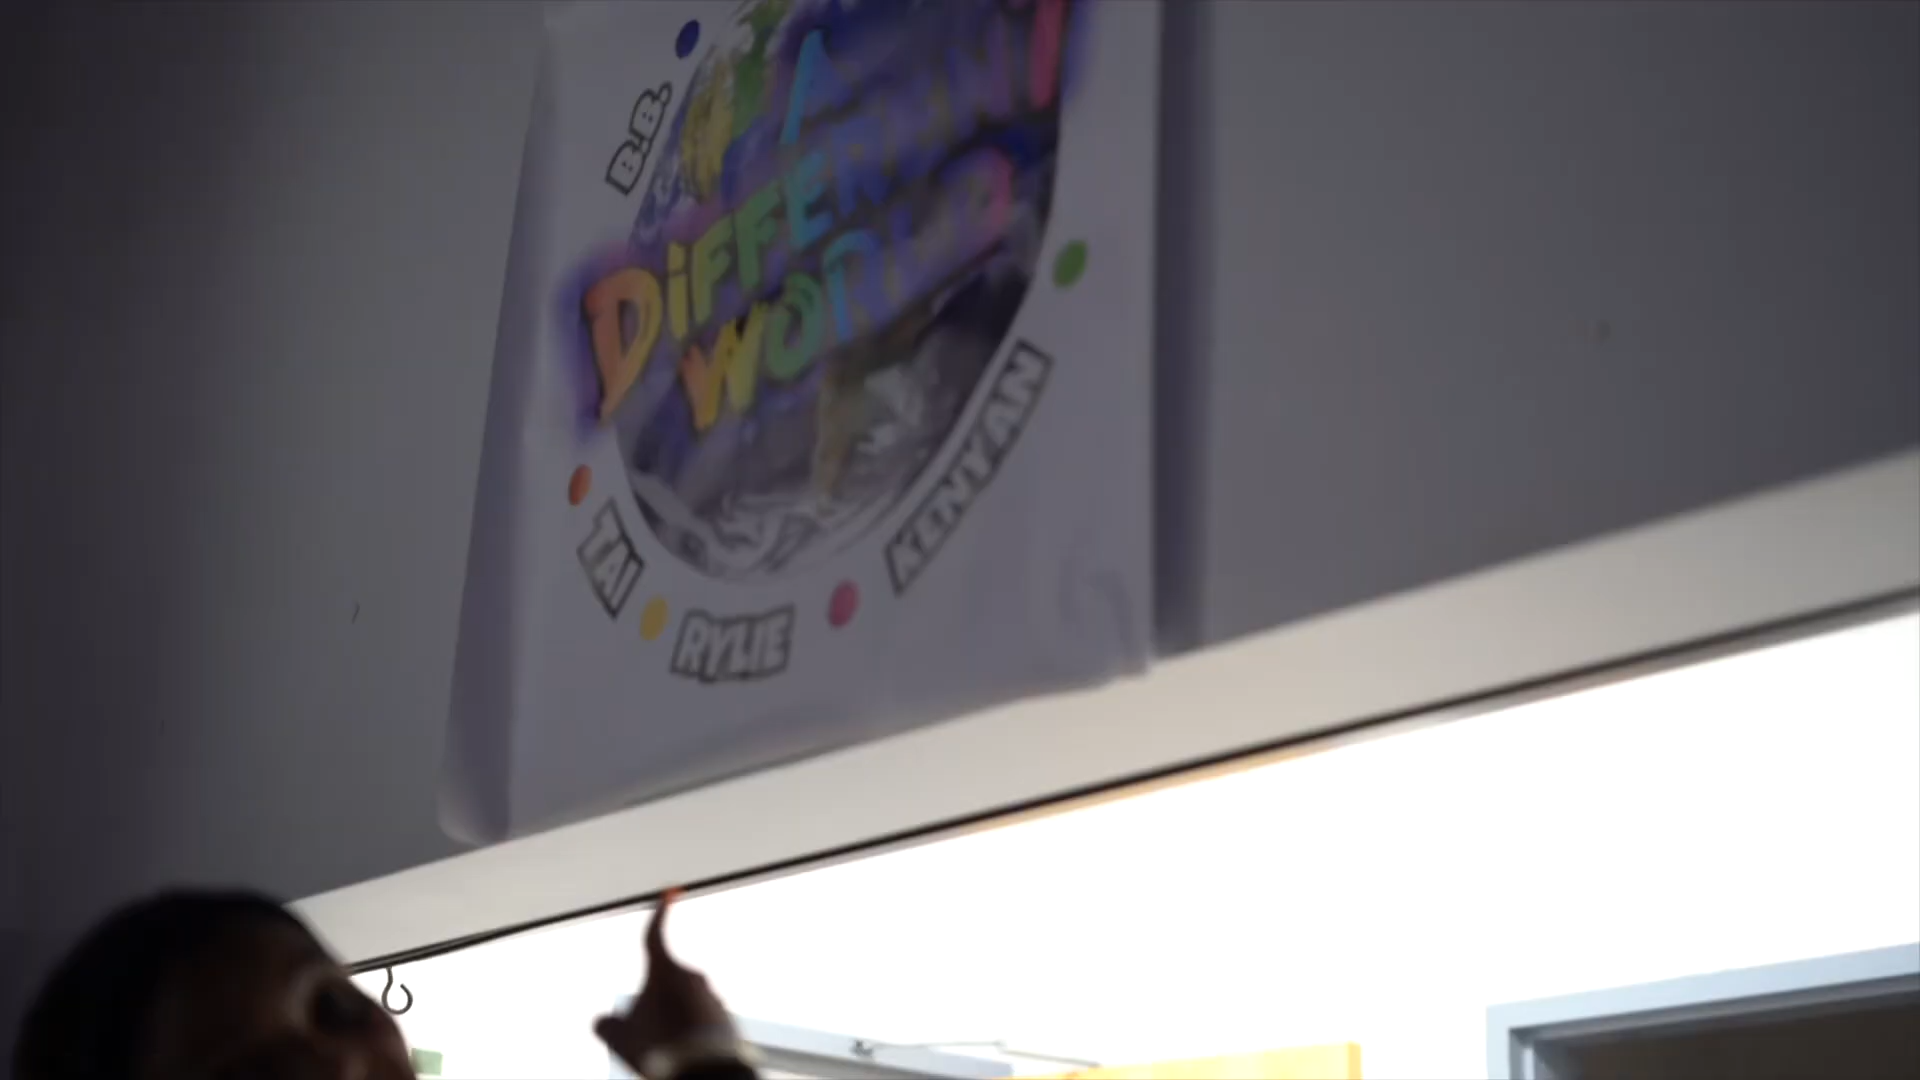 B.B.
A
DiFFERENT
WORLD
TAI
RYLIE
KENYAN